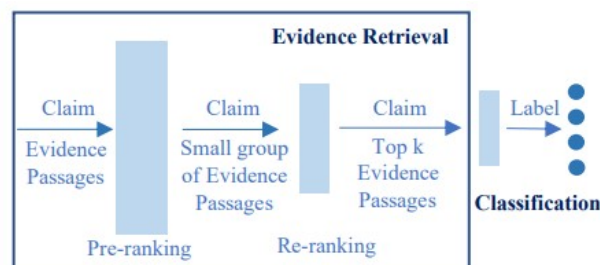 Evidence Retrieval
Claim
Evidence
Passages
Pre-ranking
Claim
Small group
of Evidence
Passages
Re-ranking
Claim
Top k
Evidence
Passages
Classification
Label